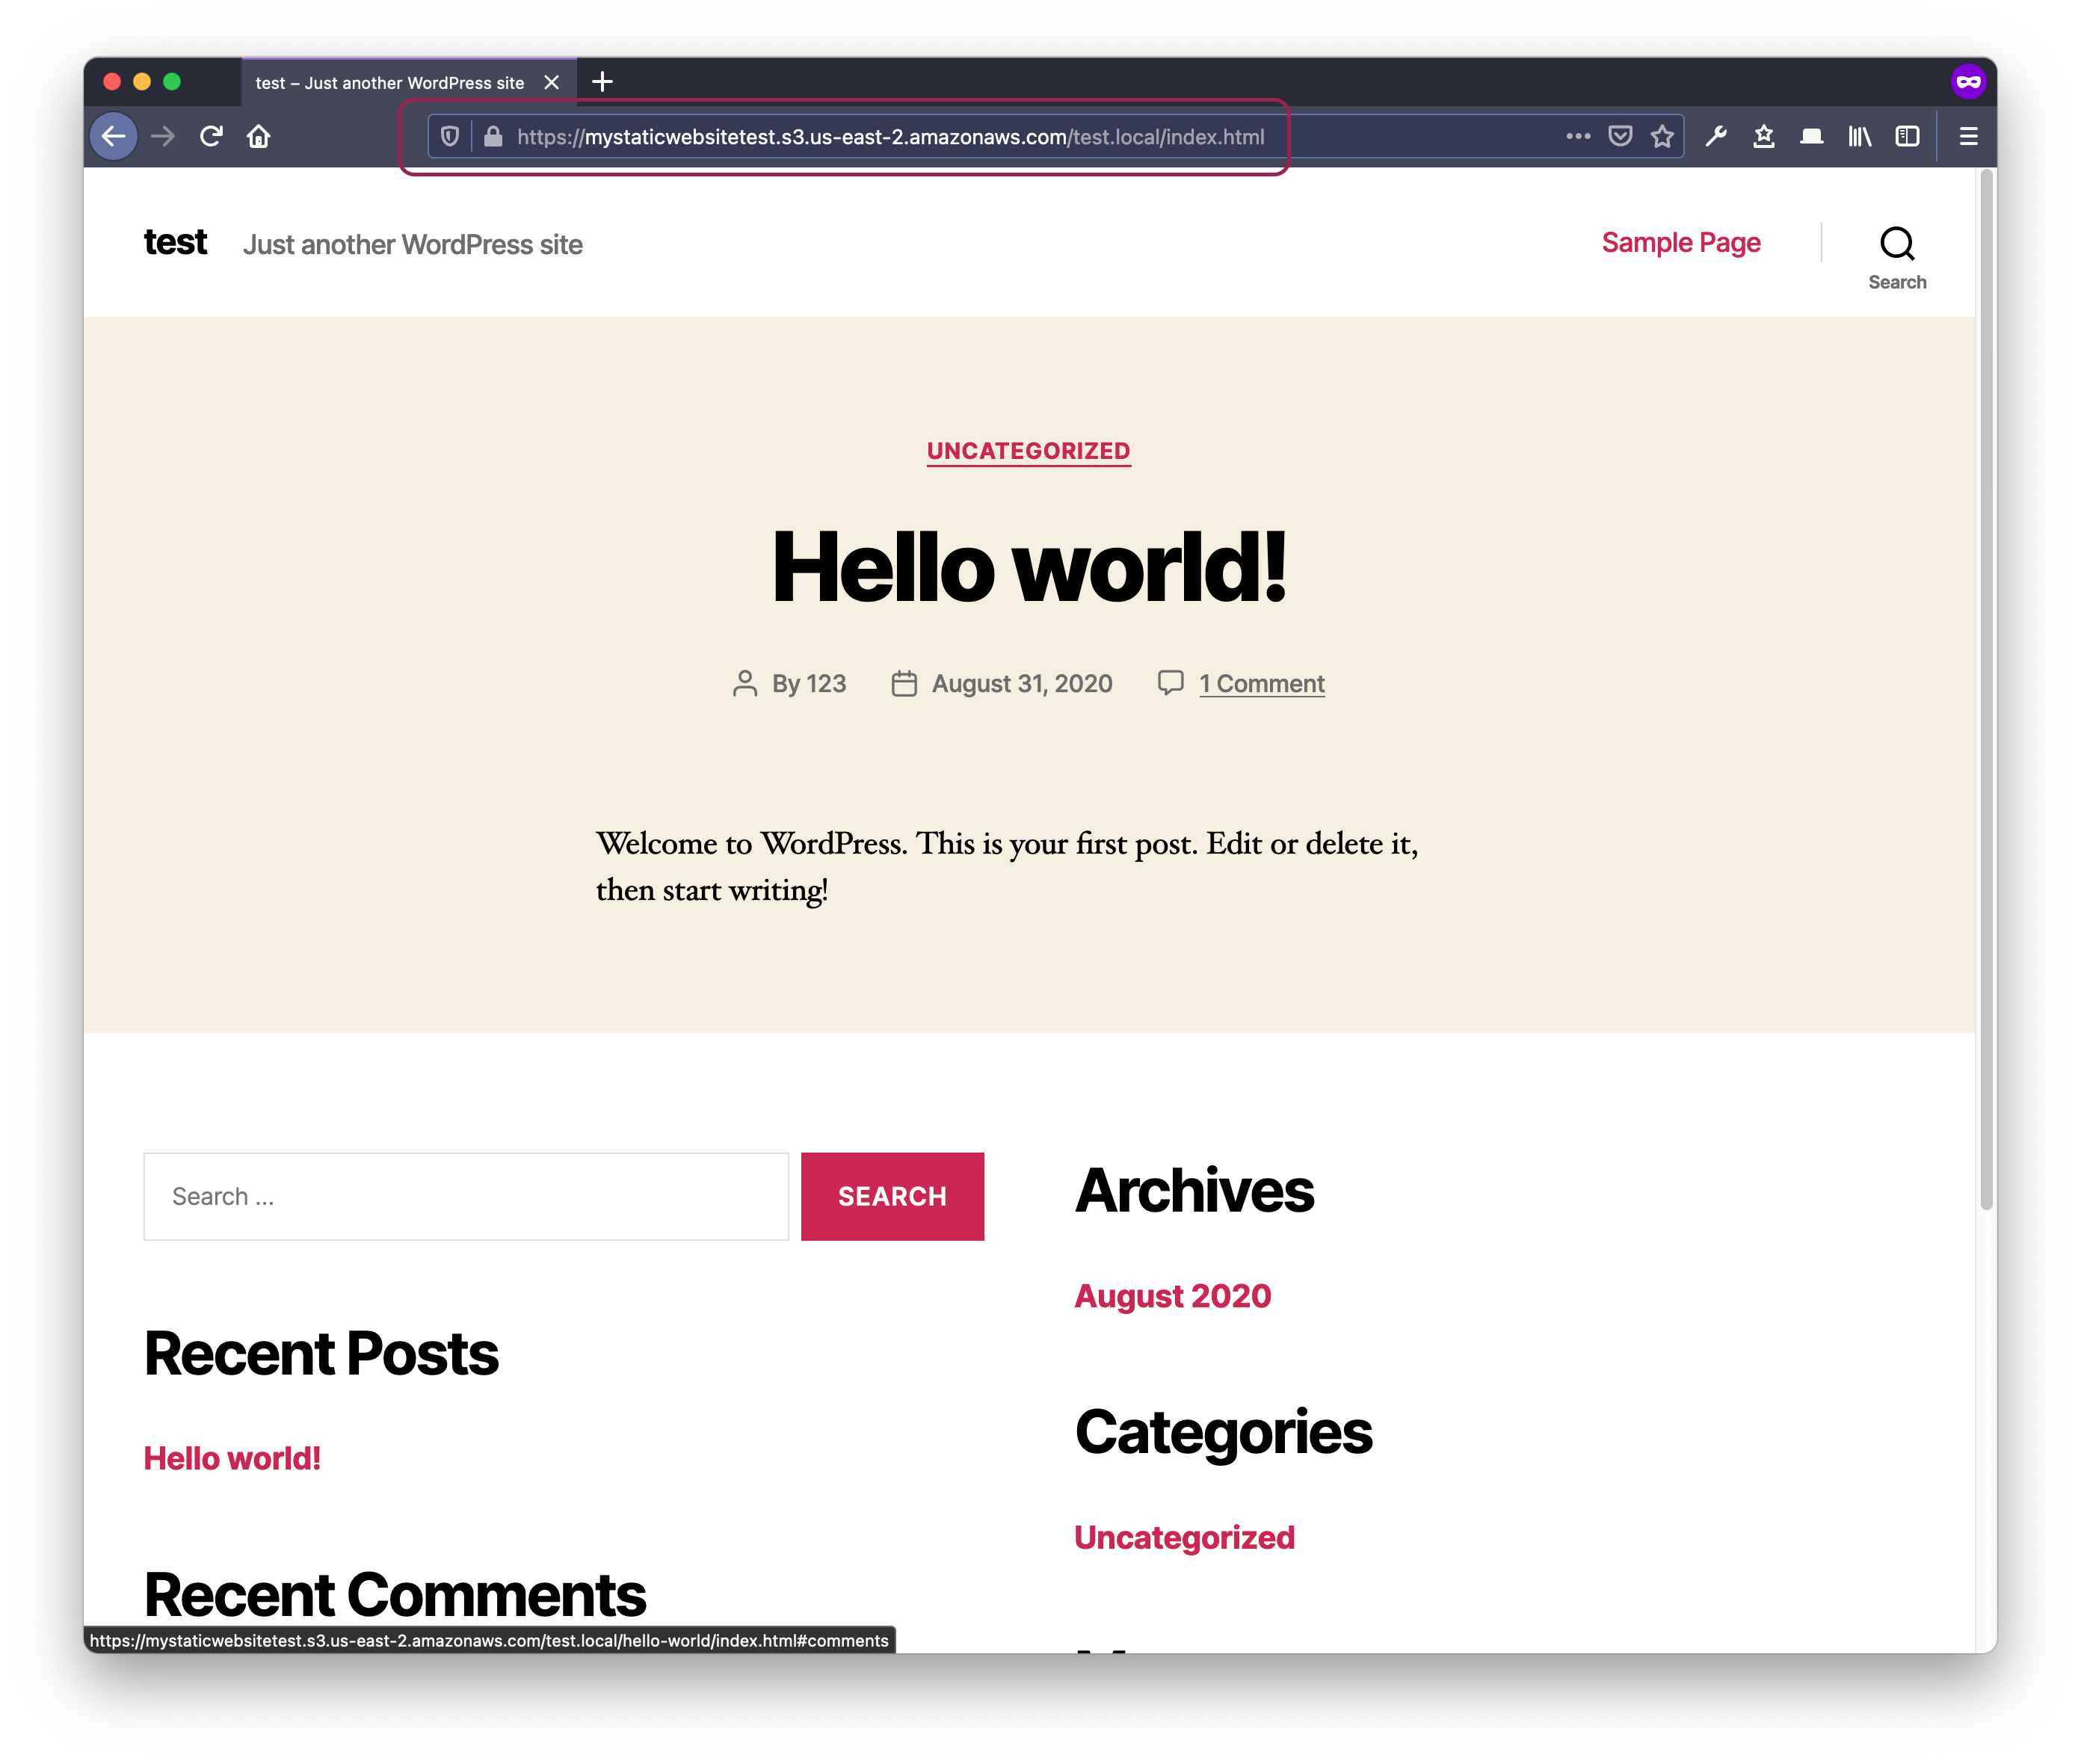 test – Just another WordPress site
https://mystaticwebsitetest.s3.us-east-2.amazonaws.com/test.local/index.html
test Just another WordPress site
Sample Page
Search
UNCATEGORIZED
Hello world!
By 123 August 31, 2020 1 Comment
Welcome to WordPress. This is your first post. Edit or delete it,
then start writing!
Search ...
SEARCH
Recent Posts
Hello world!
Recent Comments
Archives
August 2020
Categories
Uncategorized
https://mystaticwebsitetest.s3.us-east-2.amazonaws.com/test.local/hello-world/index.html#comments